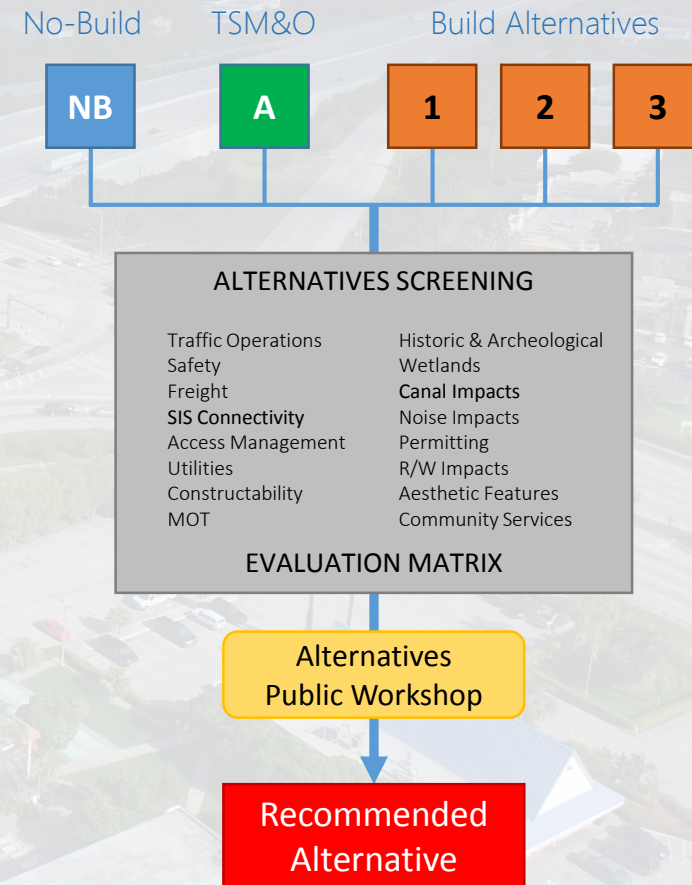 No-Build TSM&O Build Alternatives
NB A 1 2 3
ALTERNATIVES SCREENING
Traffic Operations
Safety
Freight
SIS Connectivity
Access Management
Utilities
Constructability
MOT
Historic & Archeological
Wetlands
Canal Impacts
Noise Impacts
Permitting
R/W Impacts
Aesthetic Features
Community Services
EVALUATION MATRIX
Alternatives
Public Workshop
Recommended
Alternative